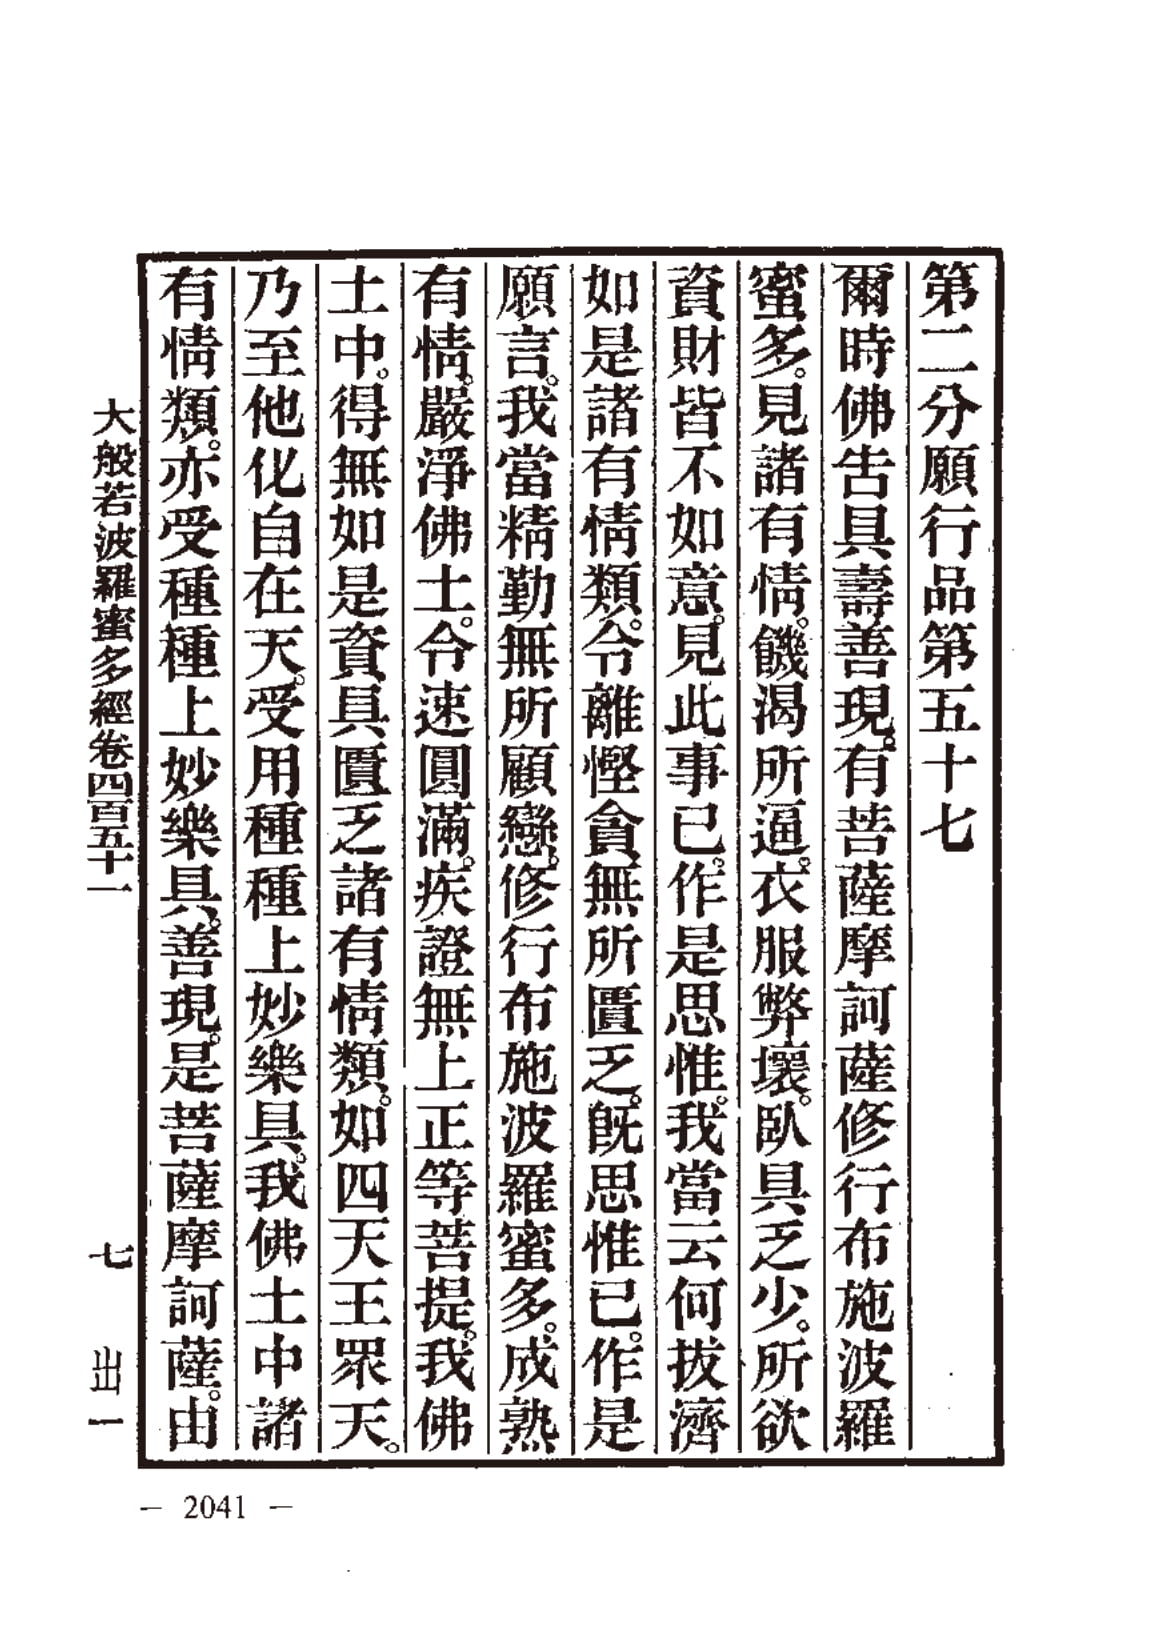 第二分願行品第五十七
爾時佛告具壽善現。有菩薩摩訶薩修行布施波羅
蜜多。見諸有情。饑渴所逼。衣服弊壞。臥具乏少。所欲
資財皆不如意。見此事已。作是思惟。我當云何拔濟
如是諸有情類。令離慳貪無所匱乏。旣思惟已。作是
願言。我當精勤無所顧戀。修行布施波羅蜜多。成熟
有情。嚴淨佛土。令速圓滿。疾證無上正等菩提。我佛
土中。得無如是資具匱乏諸有情類。如四天王眾天。
乃至他化自在天。受用種種上妙樂具。我佛土中諸
有情類。亦受種種上妙樂具。善現。是菩薩摩訶薩。由
大般若波羅蜜多經卷四百五十一 七 出一
— 2041 —